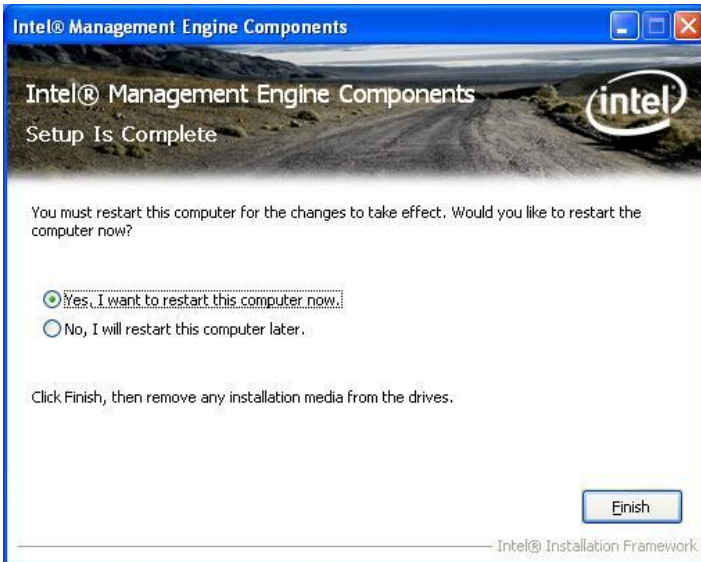 Intel® Management Engine Components
Intel® Management Engine Components
intel
Setup Is Complete
You must restart this computer for the changes to take effect. Would you like to restart the
computer now?
Yes, I want to restart this computer now.
No, I will restart this computer later.
Click Finish, then remove any installation media from the drives.
Finish
Intel® Installation Framework